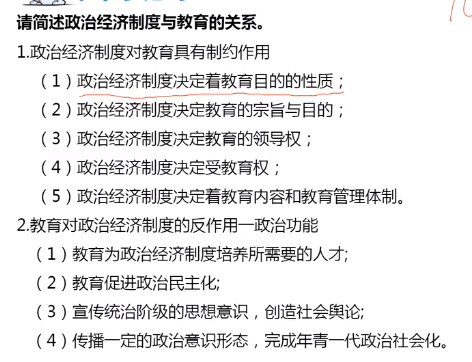 请简述政治经济制度与教育的关系。
1.政治经济制度对教育具有制约作用
（1）政治经济制度决定着教育目的的性质；
（2）政治经济制度决定教育的宗旨与目的；
（3）政治经济制度决定教育的领导权；
（4）政治经济制度决定受教育权；
（5）政治经济制度决定着教育内容和教育管理体制。
2.教育对政治经济制度的反作用一政治功能
（1）教育为政治经济制度培养所需要的人才;
（2）教育促进政治民主化;
（3）宣传统治阶级的思想意识，创造社会舆论;
（4）传播一定的政治意识形态，完成年青一代政治社会化。